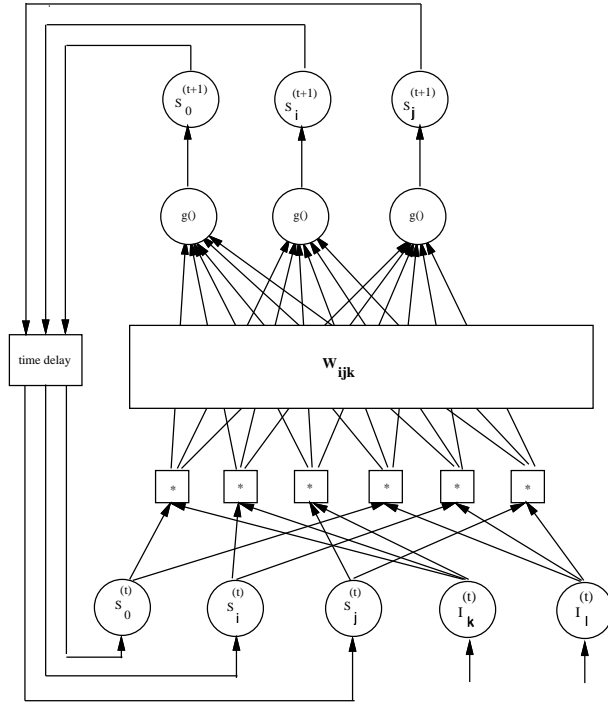 S0(t+1) Si(t+1) Sj(t+1)
g() g() g()
time delay
Wijk
* * * * * *
S0(t) Si(t) Sj(t) Ik(t) Il(t)